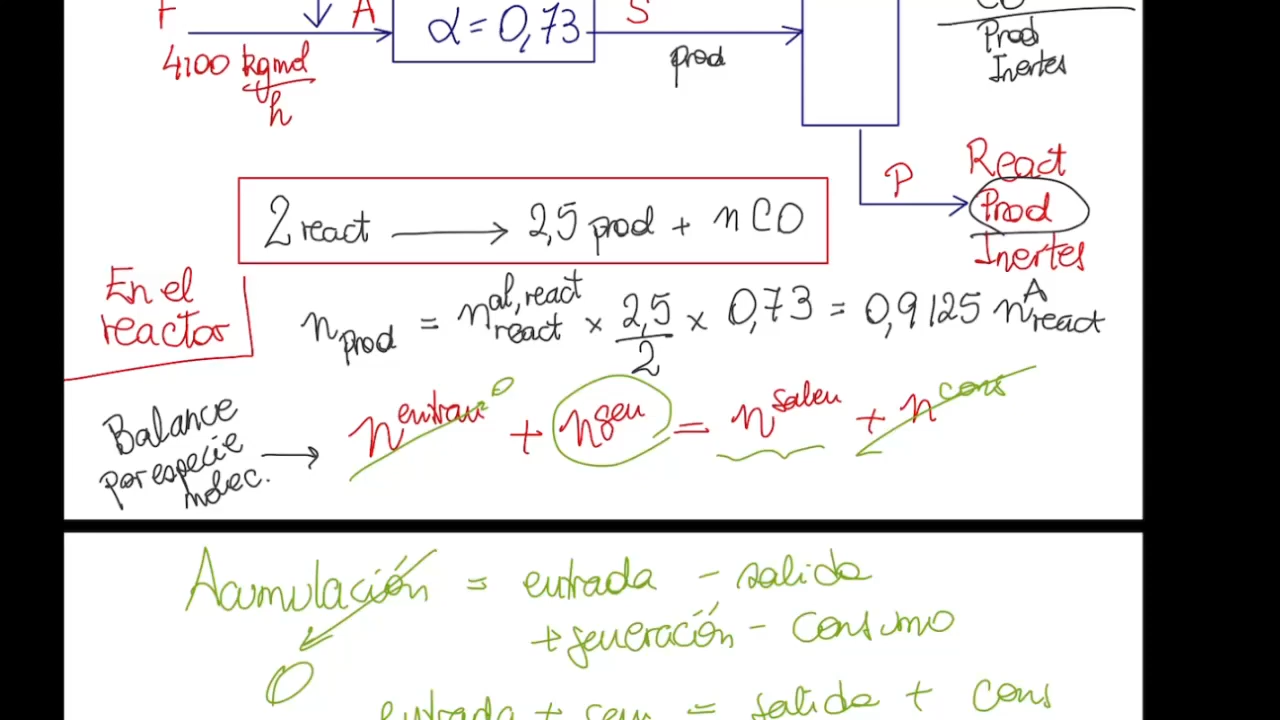 F A α = 0,73 S CO
4100 kgmol/h prod Prod
Inertes
React
P
Prod
2 react → 2,5 prod + n CO
Inertes
En el
reactor
n prod = n react al, react × 2,5/2 × 0,73 = 0,9125 n react A
Balance
por especie
molec. → n entran 0 + n gen = n salen + n cons
Acumulación = entrada - salida
+ generación - consumo
0
entrada + gen = salida + cons